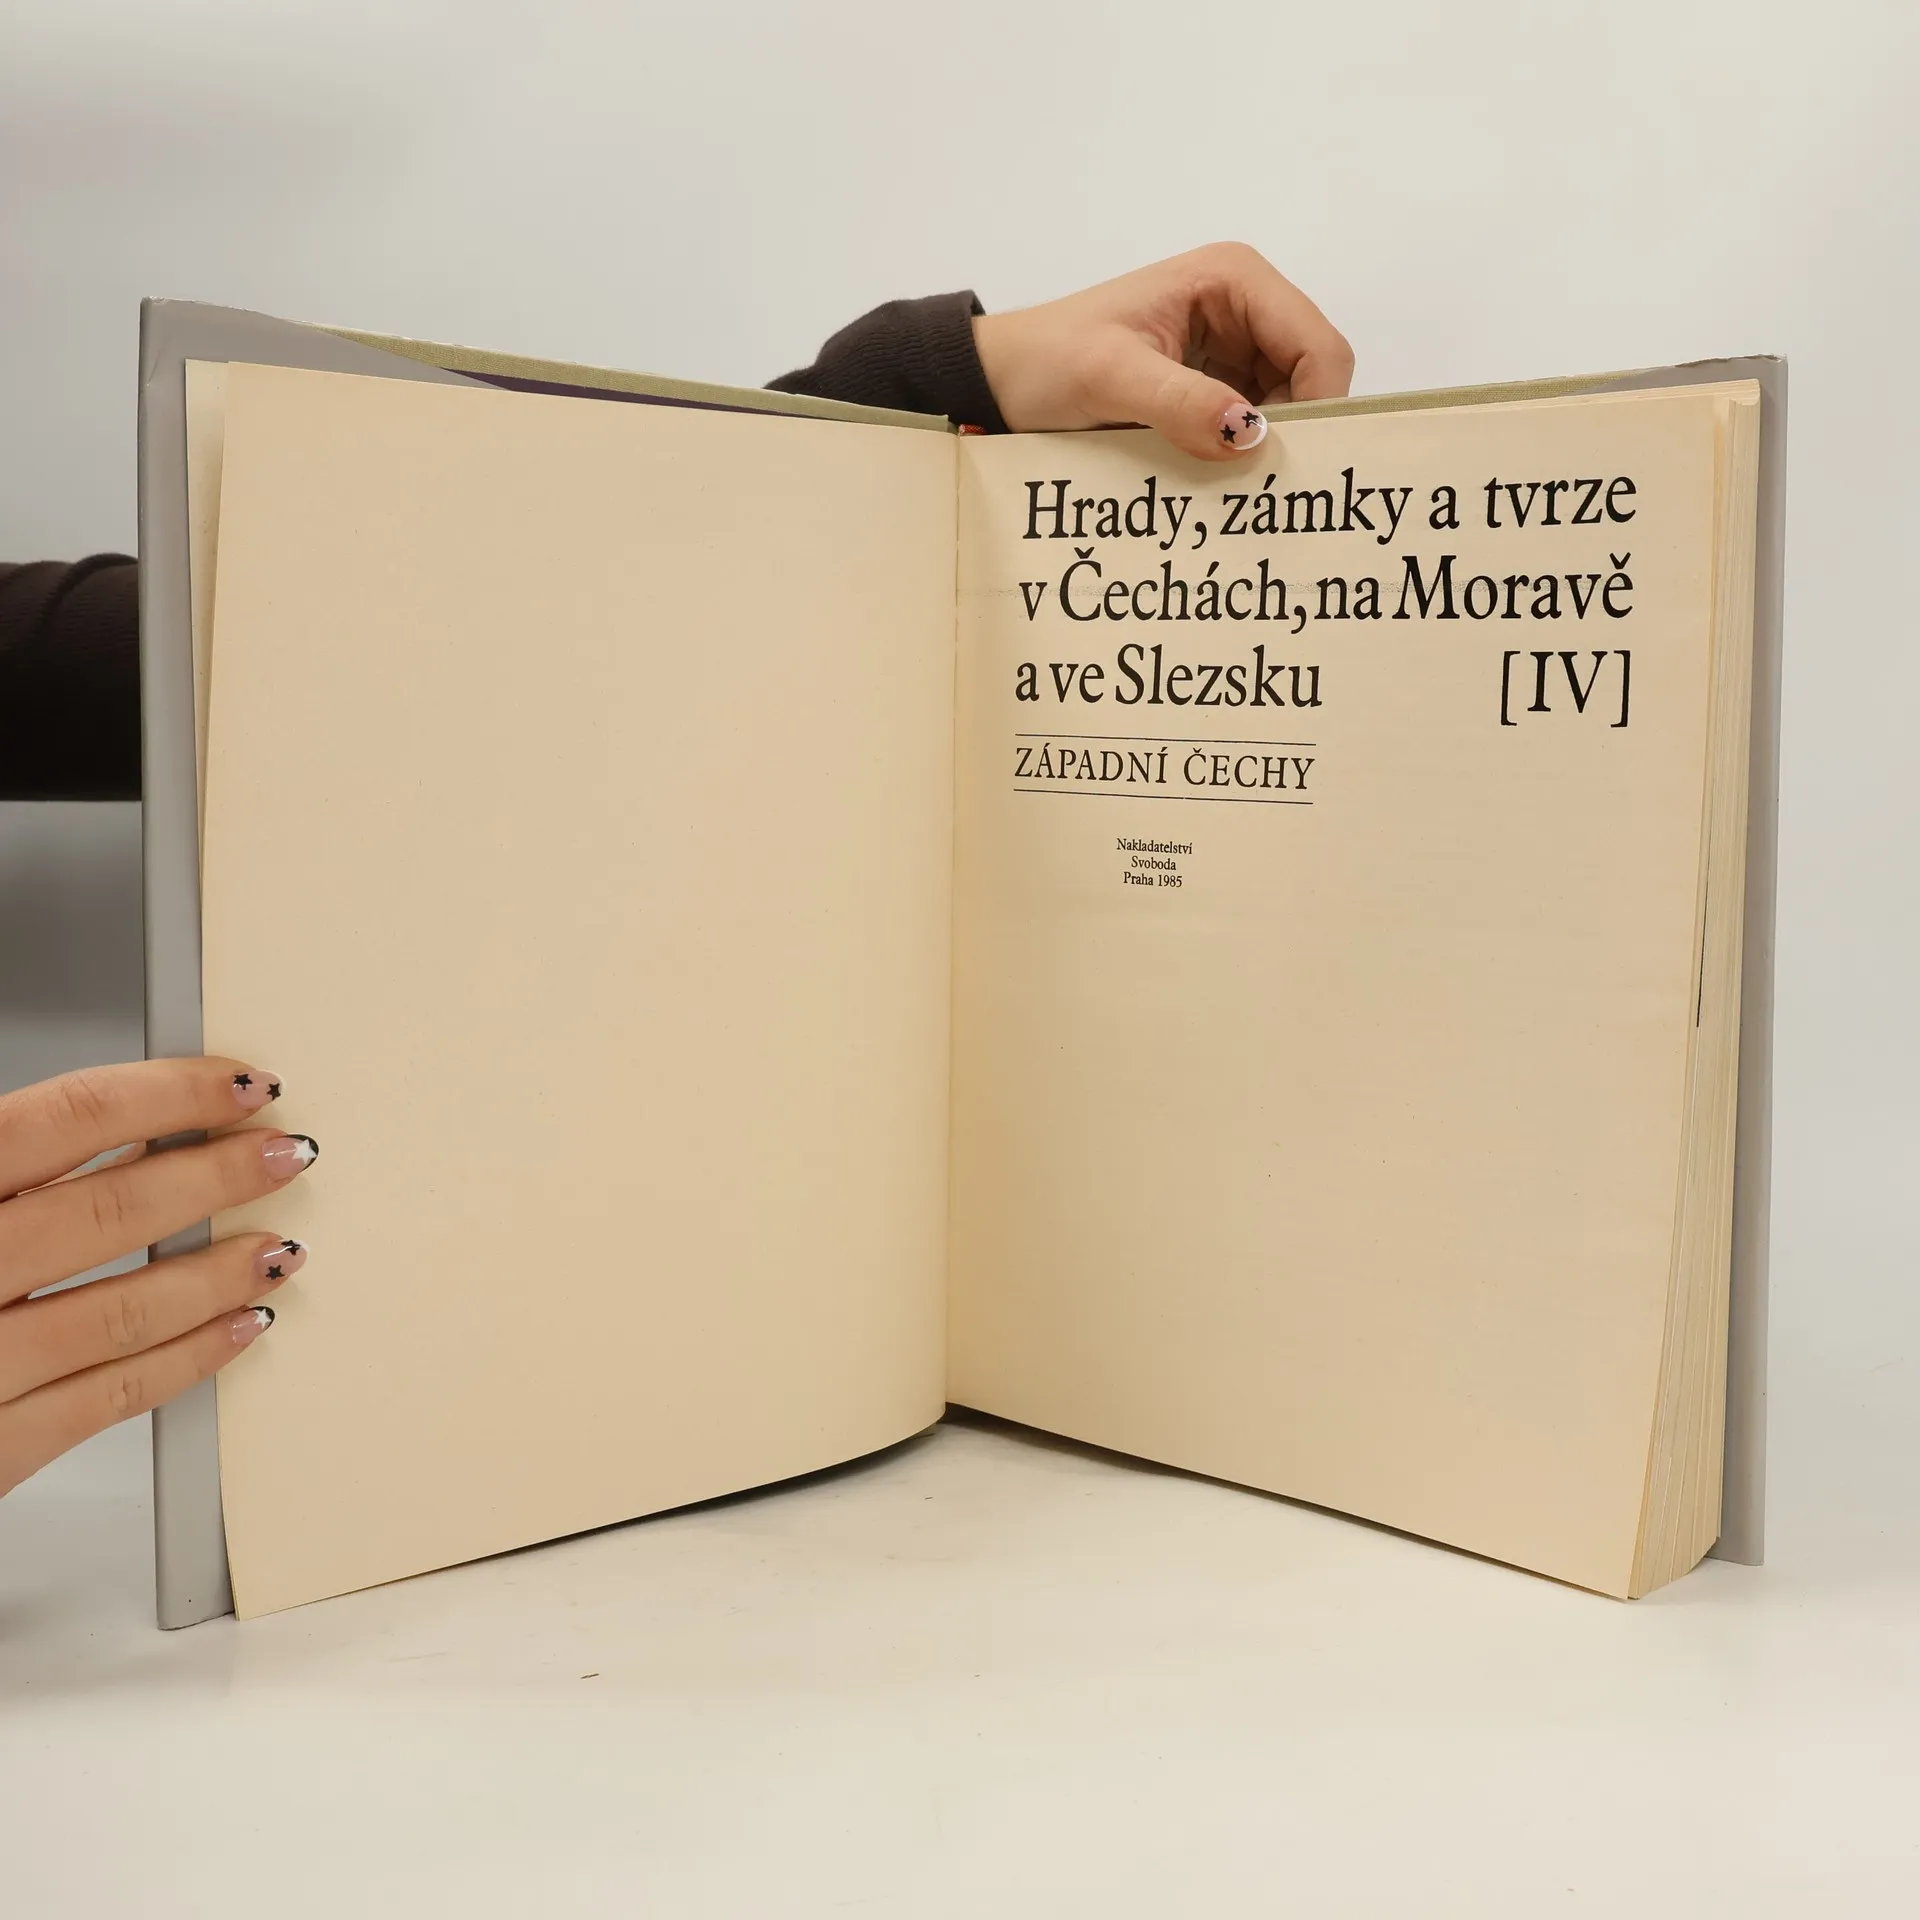 Hrady, zámky a tvrze
v Čechách, na Moravě
a ve Slezsku [IV]
ZÁPADNÍ ČECHY
Nakladatelství
Svoboda
Praha 1985